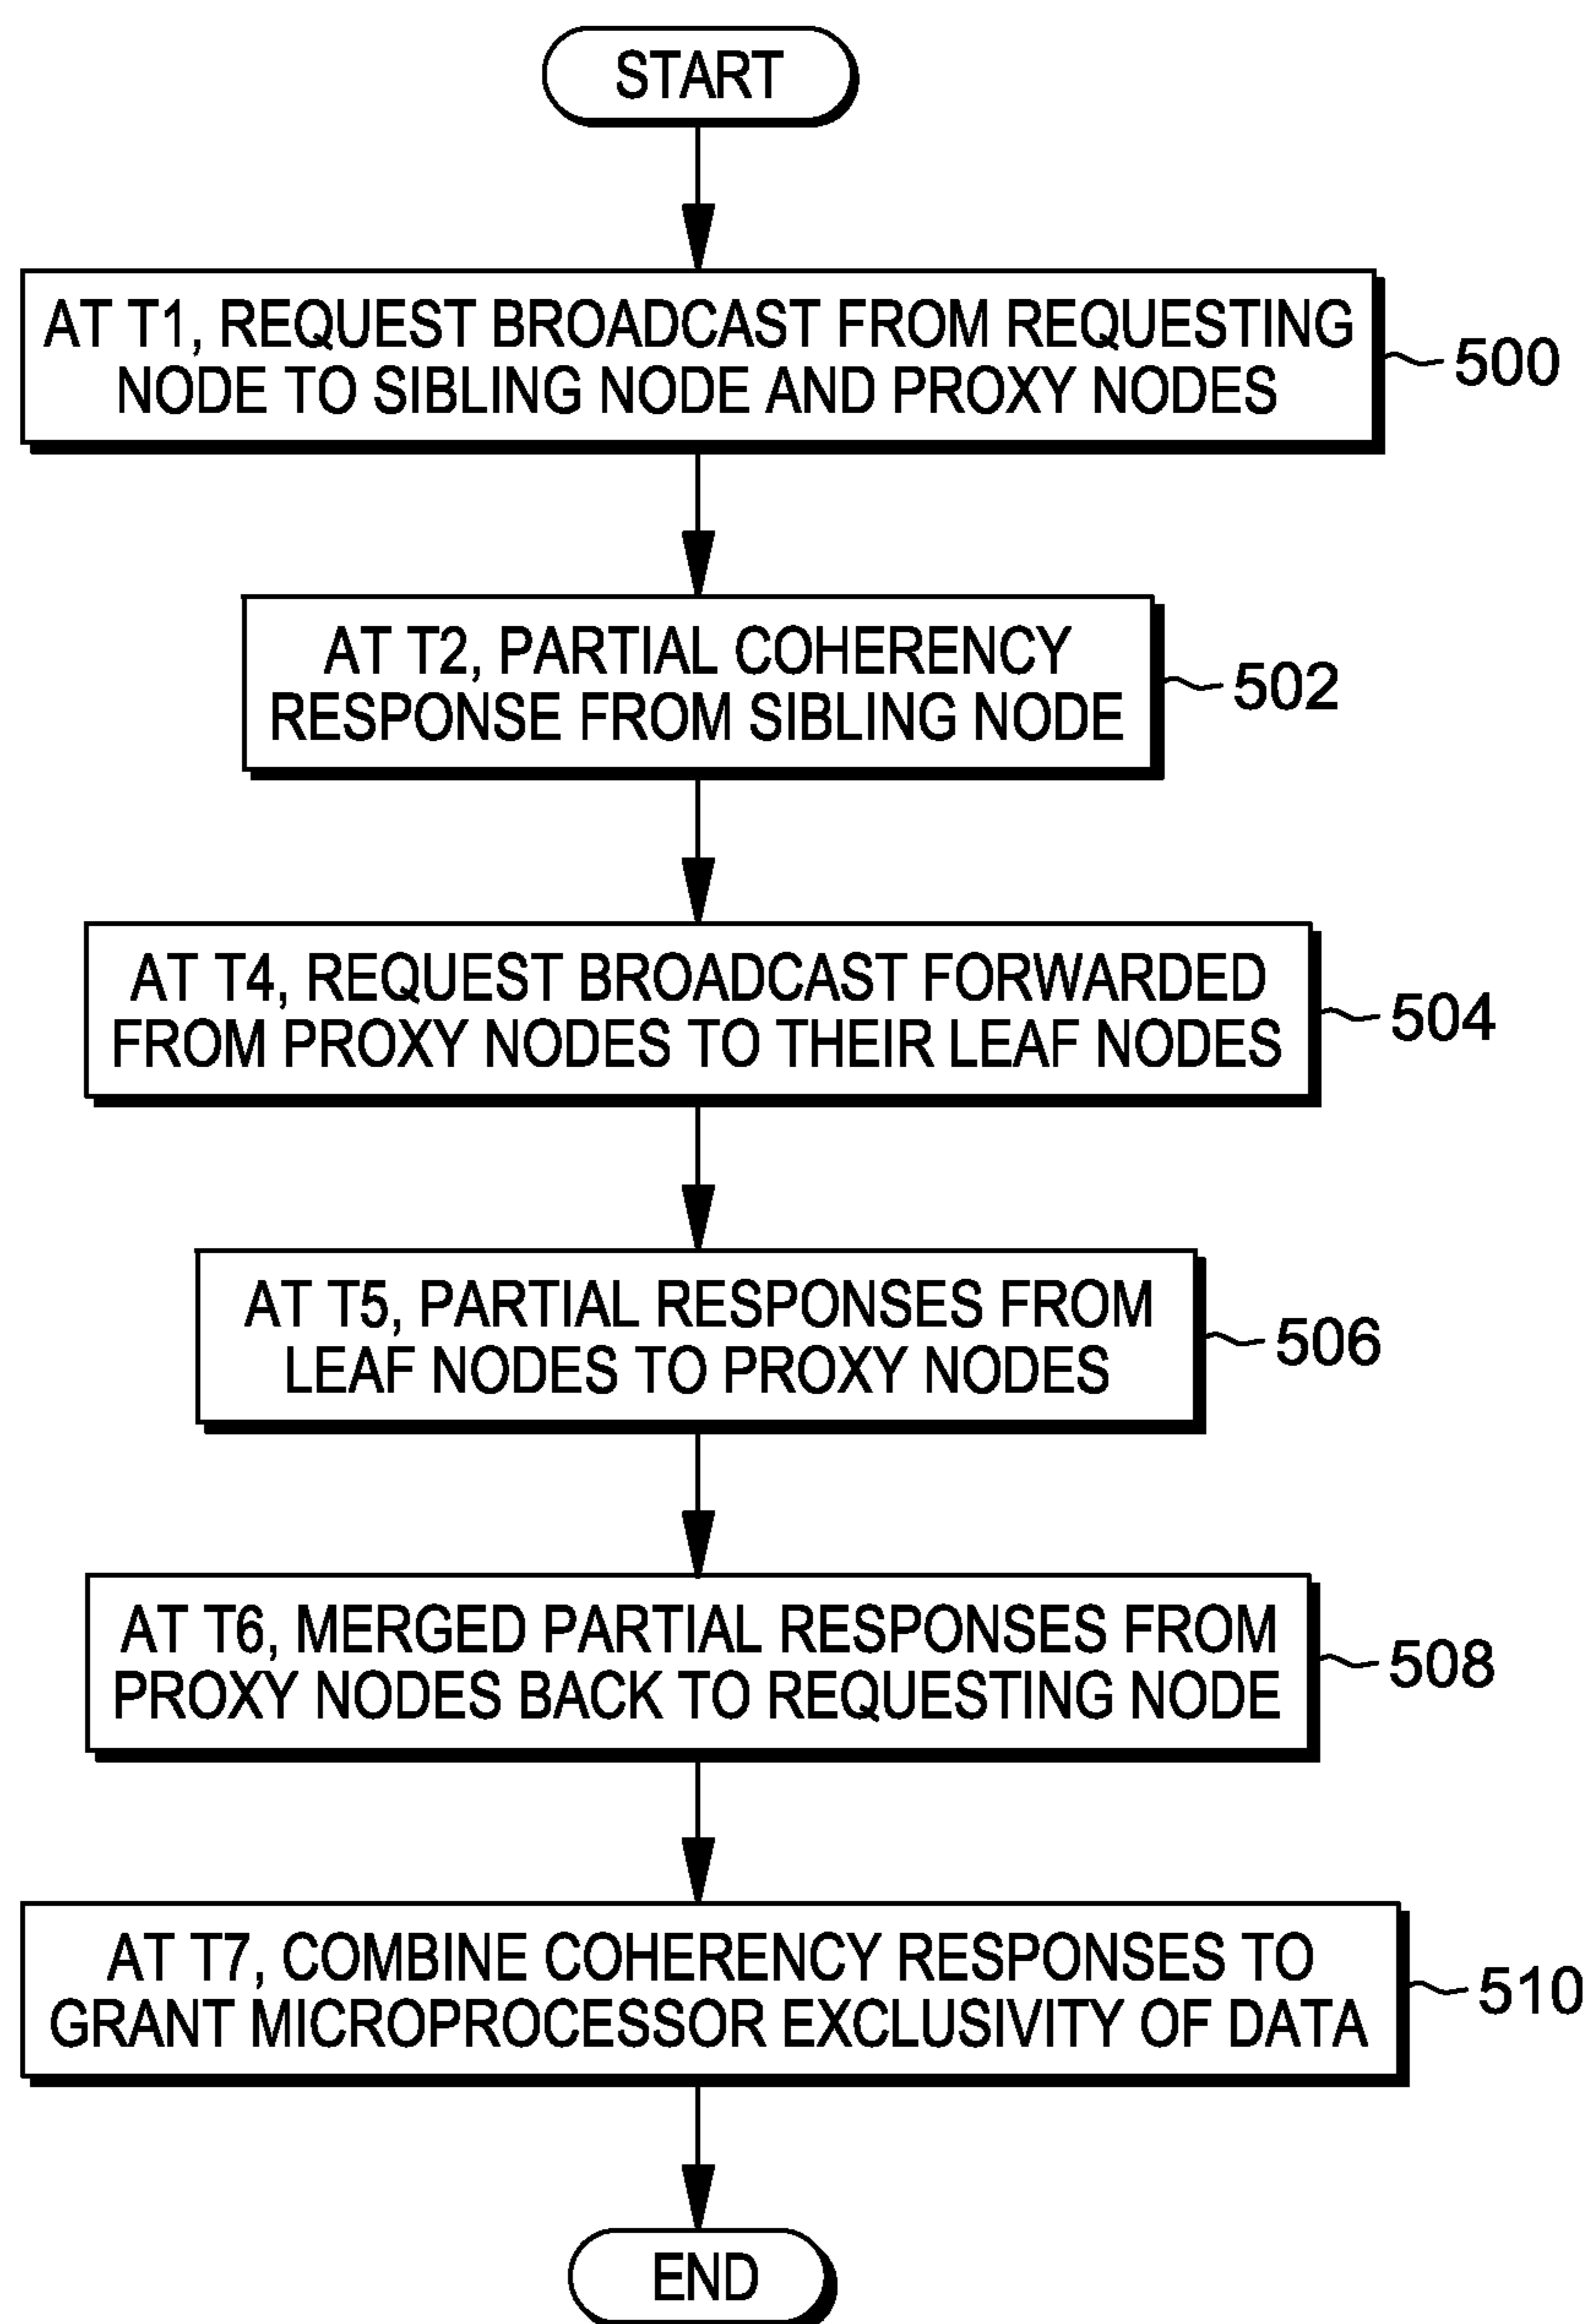 START
AT T1, REQUEST BROADCAST FROM REQUESTING
NODE TO SIBLING NODE AND PROXY NODES
500
AT T2, PARTIAL COHERENCY
RESPONSE FROM SIBLING NODE
502
AT T4, REQUEST BROADCAST FORWARDED
FROM PROXY NODES TO THEIR LEAF NODES
504
AT T5, PARTIAL RESPONSES FROM
LEAF NODES TO PROXY NODES
506
AT T6, MERGED PARTIAL RESPONSES FROM
PROXY NODES BACK TO REQUESTING NODE
508
AT T7, COMBINE COHERENCY RESPONSES TO
GRANT MICROPROCESSOR EXCLUSIVITY OF DATA
510
END